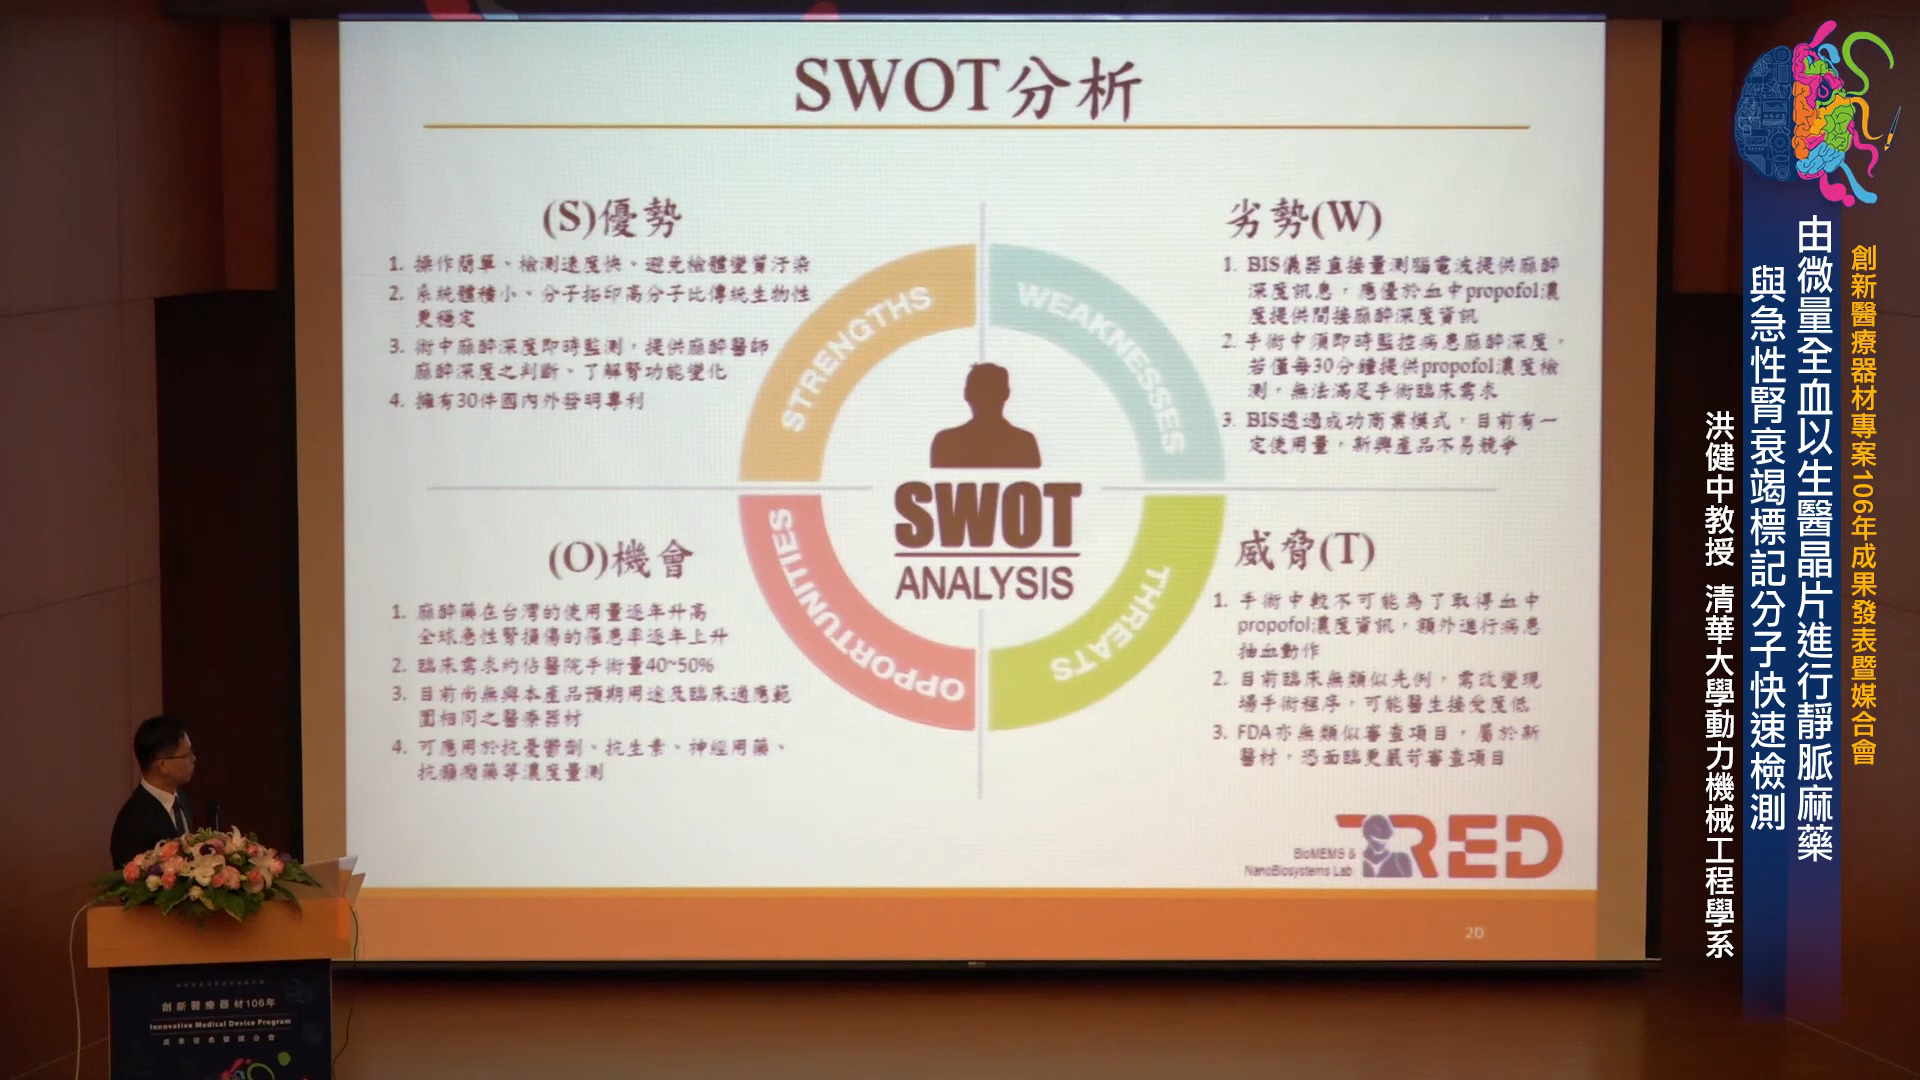 SWOT分析
(S)優勢
1. 操作簡單、檢測速度快、避免檢體變質汙染
2. 系統體積小、分子拓印高分子比傳統生物性
更穩定
3. 術中麻醉深度即時監測，提供麻醉醫師
麻醉深度之判斷、了解腎功能變化
4. 擁有30件國內外發明專利
劣勢(W)
1. BIS儀器直接量測腦電波提供麻醉
深度訊息，應優於血中propofol濃
度提供間接麻醉深度資訊
2. 手術中須即時監控病患麻醉深度，
若僅每30分鐘提供propofol濃度檢
測，無法滿足手術臨床需求
3. BIS透過成功商業模式，目前有一
定使用量，新興產品不易競爭
STRENGTHS
WEAKNESSES
OPPORTUNITIES
THREATS
SWOT
ANALYSIS
(O)機會
1. 麻醉藥在台灣的使用量逐年升高
全球急性腎損傷的罹患率逐年上升
2. 臨床需求約佔醫院手術量40~50%
3. 目前尚無與本產品預期用途及臨床適應範
圍相同之醫療器材
4. 可應用於抗憂鬱劑、抗生素、神經用藥、
抗癲癇藥等濃度量測
威脅(T)
1. 手術中較不可能為了取得血中
propofol濃度資訊，額外進行病患
抽血動作
2. 目前臨床無類似先例，需改變現
場手術程序，可能醫生接受度低
3. FDA亦無類似審查項目，屬於新
醫材，恐面臨更嚴苛審查項目
BioMEMS &
NanoBiosystems Lab
RED
20
創新醫療器材專案106年成果發表暨媒合會
由微量全血以生醫晶片進行靜脈麻藥
與急性腎衰竭標記分子快速檢測
洪健中教授 清華大學動力機械工程學系
創新醫療器材106年
Innovative Medical Device Program
成果發表暨媒合會